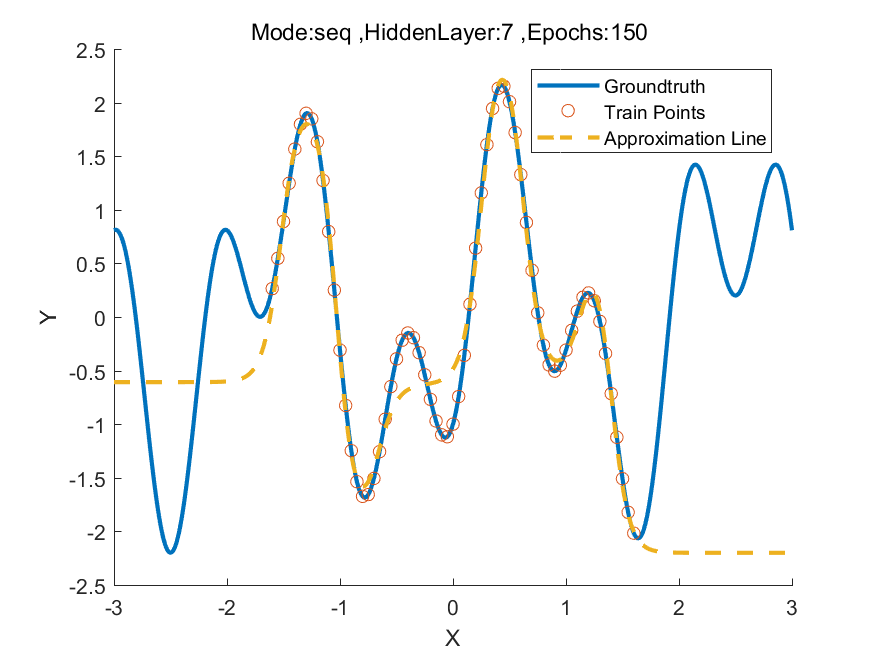 Mode:seq ,HiddenLayer:7 ,Epochs:150
2.5
2
1.5
1
0.5
0
-0.5
-1
-1.5
-2
-2.5
Y
Groundtruth
Train Points
Approximation Line
-3 -2 -1 0 1 2 3
X